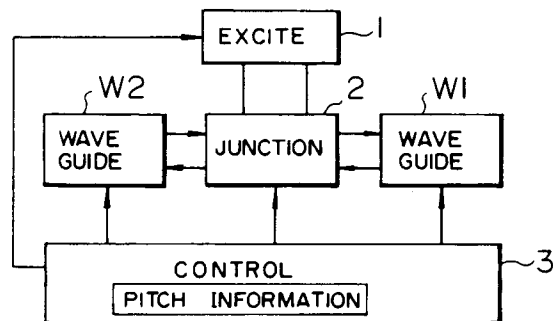 EXCITE
1
W2
2
W1
WAVE
GUIDE
JUNCTION
WAVE
GUIDE
CONTROL
3
PITCH INFORMATION